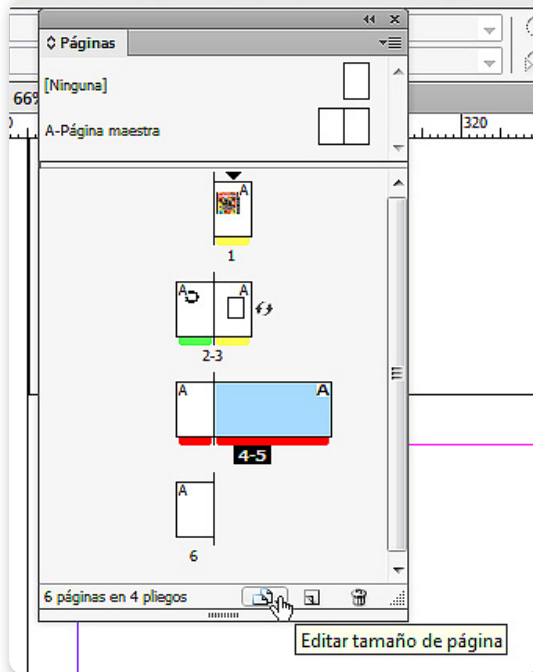 Páginas
[Ninguna]
66%
A-Página maestra
320
A
1
A A
2-3
A A
4-5
A
6
6 páginas en 4 pliegos
Editar tamaño de página